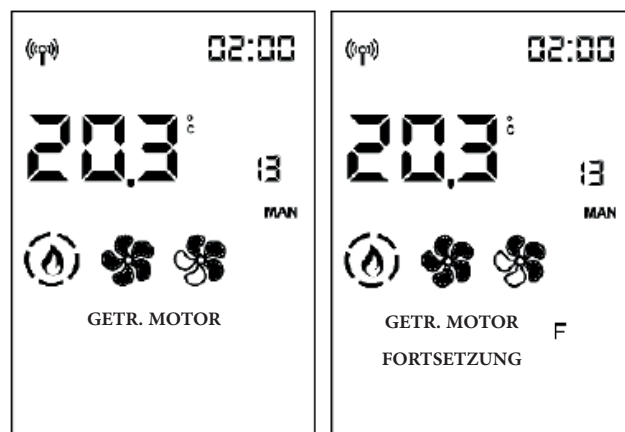 02:00
20.3 °C
13
MAN
GETR. MOTOR
02:00
20.3 °C
13
MAN
GETR. MOTOR F
FORTSETZUNG